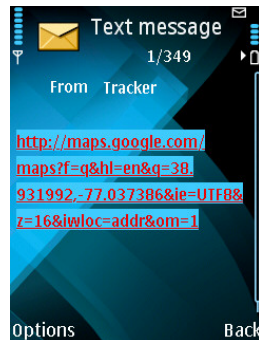 Text message
1/349
From Tracker
http://maps.google.com/
maps?f=q&hl=en&q=38.
931992,-77.037386&ie=UTF8&
z=16&iwloc=addr&om=1
Options Back